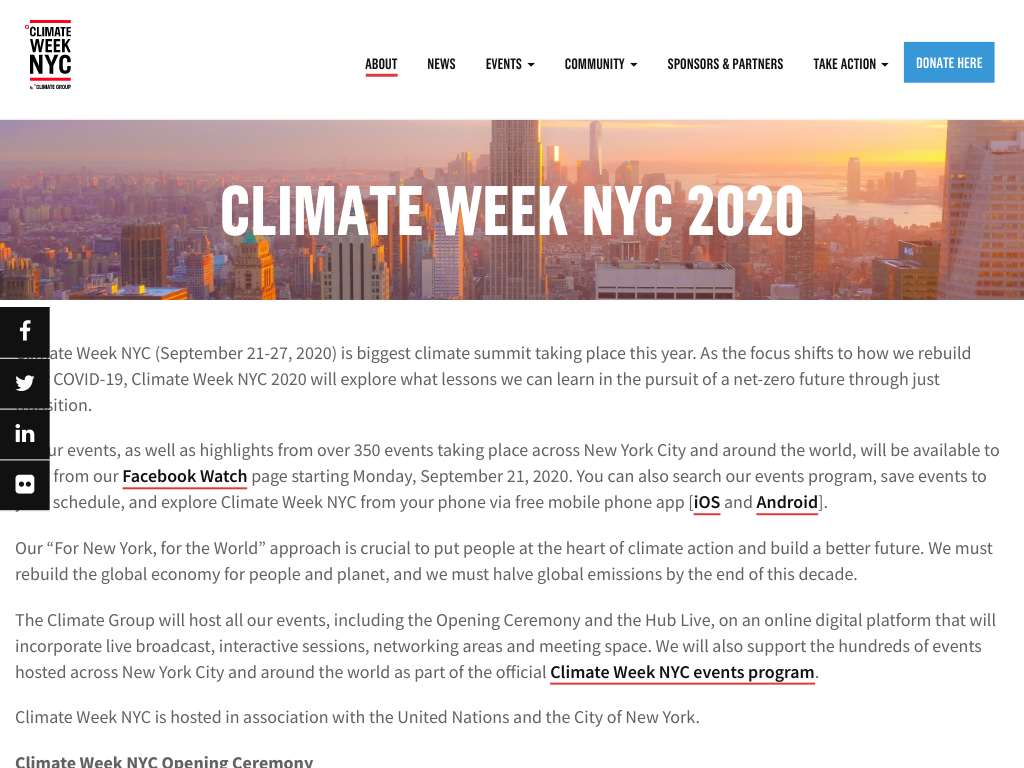 CLIMATE
WEEK
NYC
CLIMATE GROUP
ABOUT
NEWS
EVENTS
COMMUNITY
SPONSORS & PARTNERS
TAKE ACTION
DONATE HERE
CLIMATE WEEK NYC 2020
ate Week NYC (September 21-27, 2020) is biggest climate summit taking place this year. As the focus shifts to how we rebuild
COVID-19, Climate Week NYC 2020 will explore what lessons we can learn in the pursuit of a net-zero future through just
sition.
ur events, as well as highlights from over 350 events taking place across New York City and around the world, will be available to
from our Facebook Watch page starting Monday, September 21, 2020. You can also search our events program, save events to
schedule, and explore Climate Week NYC from your phone via free mobile phone app [iOS and Android].
Our “For New York, for the World” approach is crucial to put people at the heart of climate action and build a better future. We must
rebuild the global economy for people and planet, and we must halve global emissions by the end of this decade.
The Climate Group will host all our events, including the Opening Ceremony and the Hub Live, on an online digital platform that will
incorporate live broadcast, interactive sessions, networking areas and meeting space. We will also support the hundreds of events
hosted across New York City and around the world as part of the official Climate Week NYC events program.
Climate Week NYC is hosted in association with the United Nations and the City of New York.
Climate Week NYC Opening Ceremony